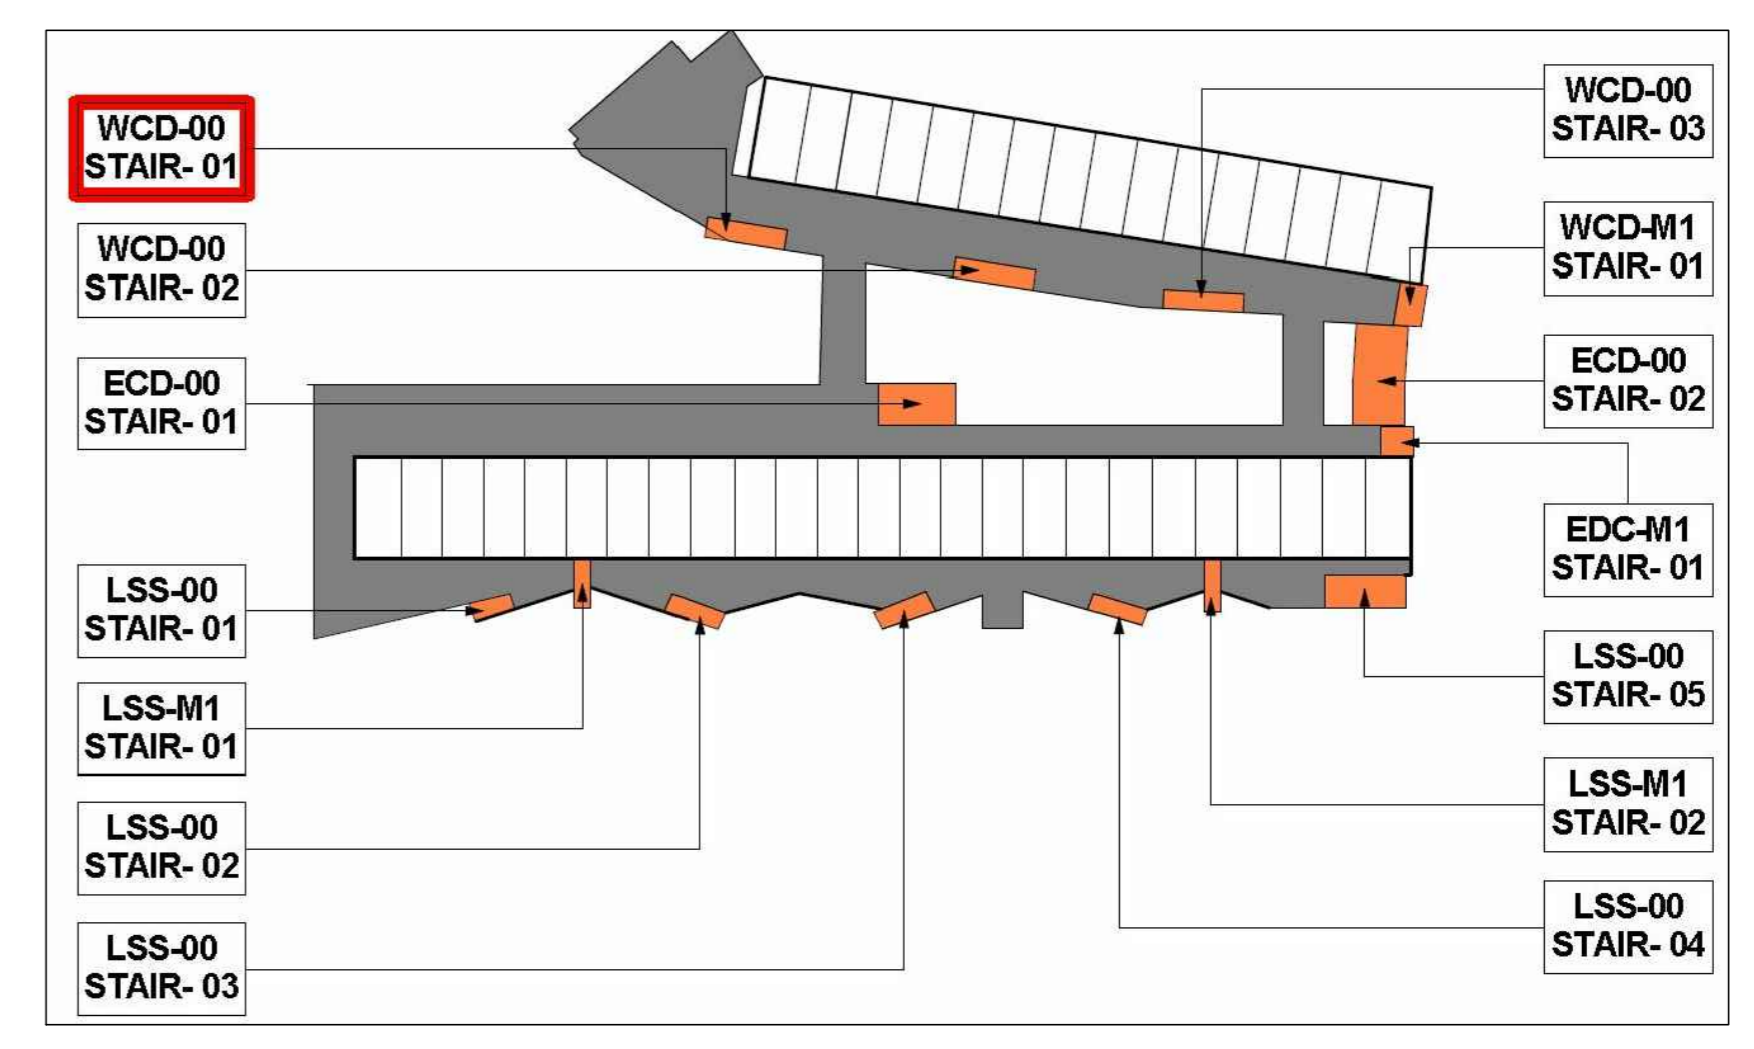 WCD-00
STAIR- 01
WCD-00
STAIR- 02
ECD-00
STAIR- 01
LSS-00
STAIR- 01
LSS-M1
STAIR- 01
LSS-00
STAIR- 02
LSS-00
STAIR- 03
WCD-00
STAIR- 03
WCD-M1
STAIR- 01
ECD-00
STAIR- 02
EDC-M1
STAIR- 01
LSS-00
STAIR- 05
LSS-M1
STAIR- 02
LSS-00
STAIR- 04